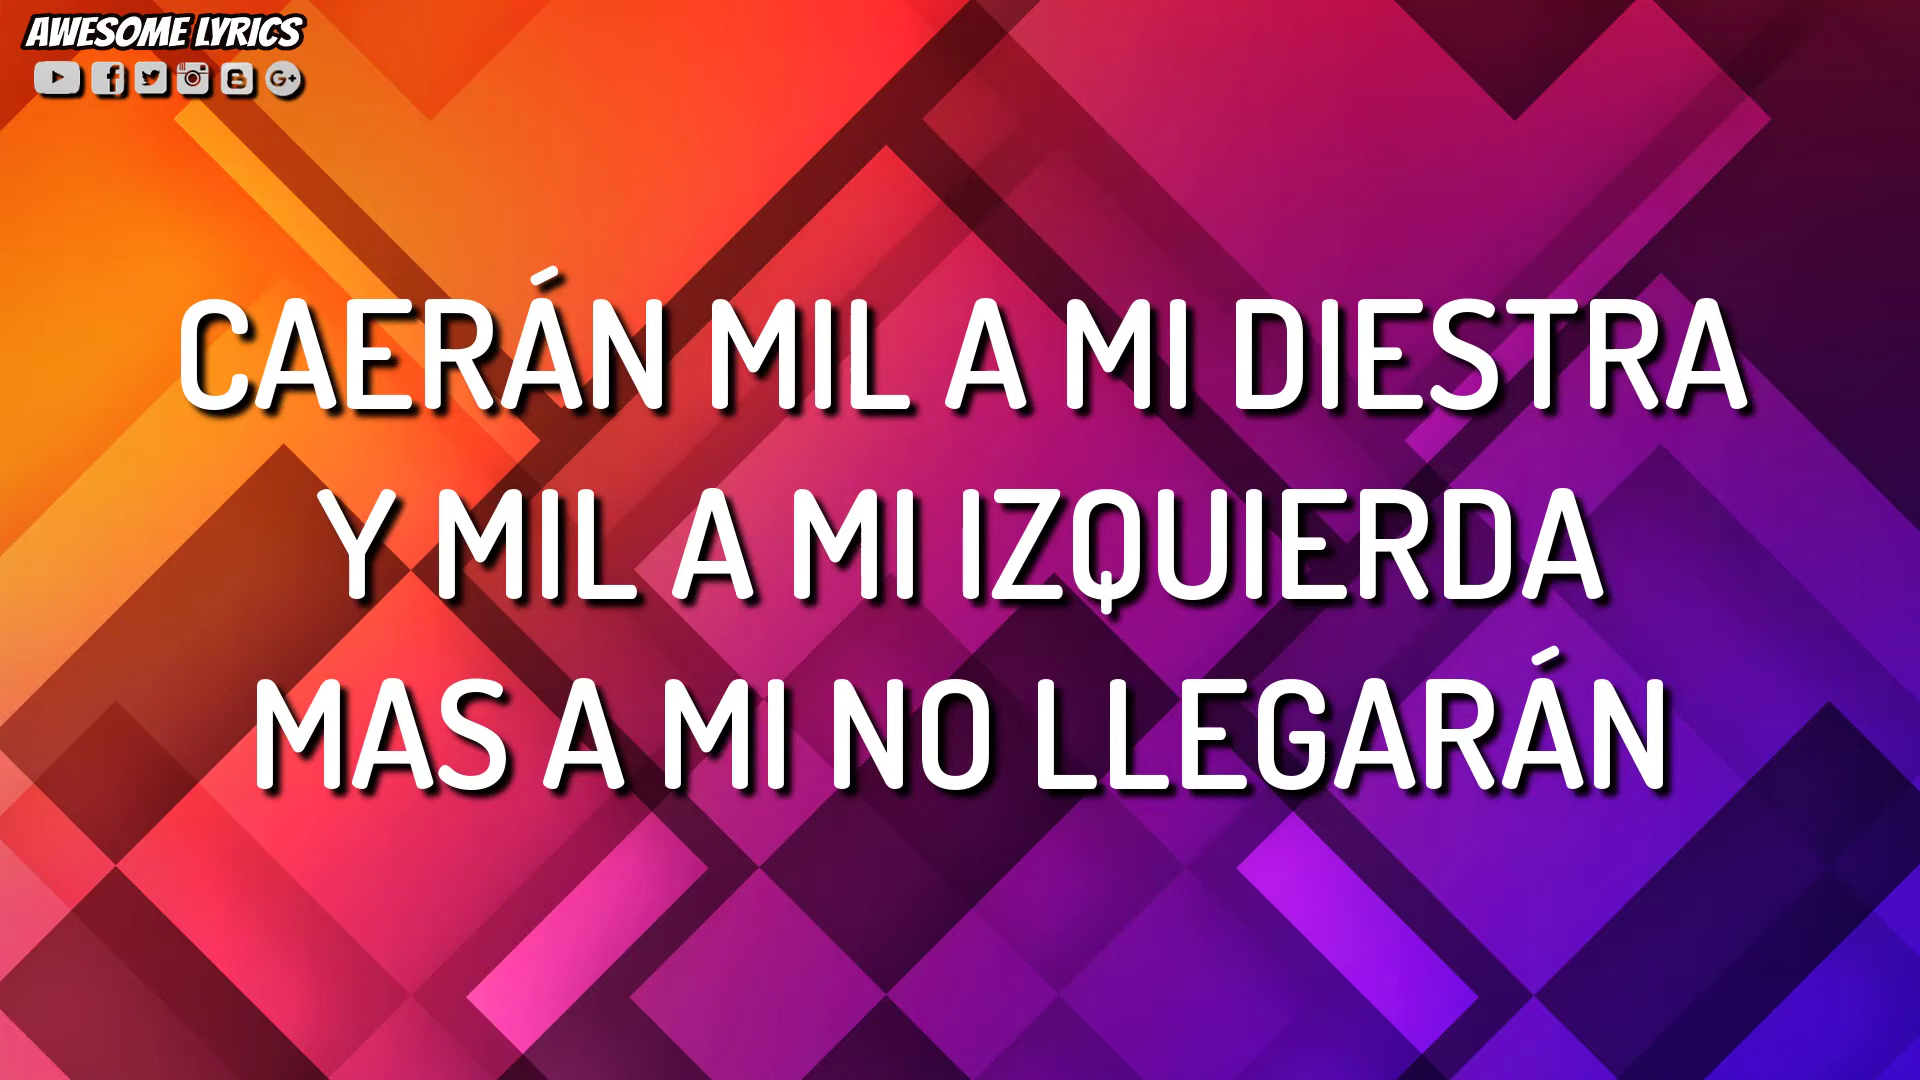 AWESOME LYRICS
CAERÁN MIL A MI DIESTRA
Y MIL A MI IZQUIERDA
MAS A MI NO LLEGARÁN